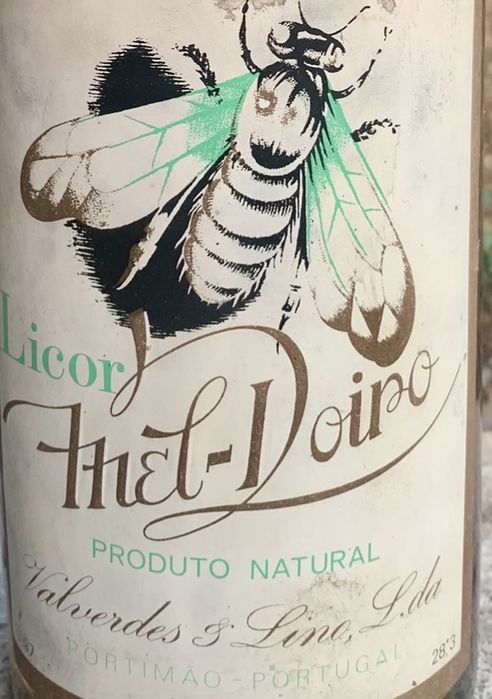 Licor
Mel-Doiro
PRODUTO NATURAL
Valverdes & Lino, L.da
PORTIMÃO-PORTUGAL
28,°3